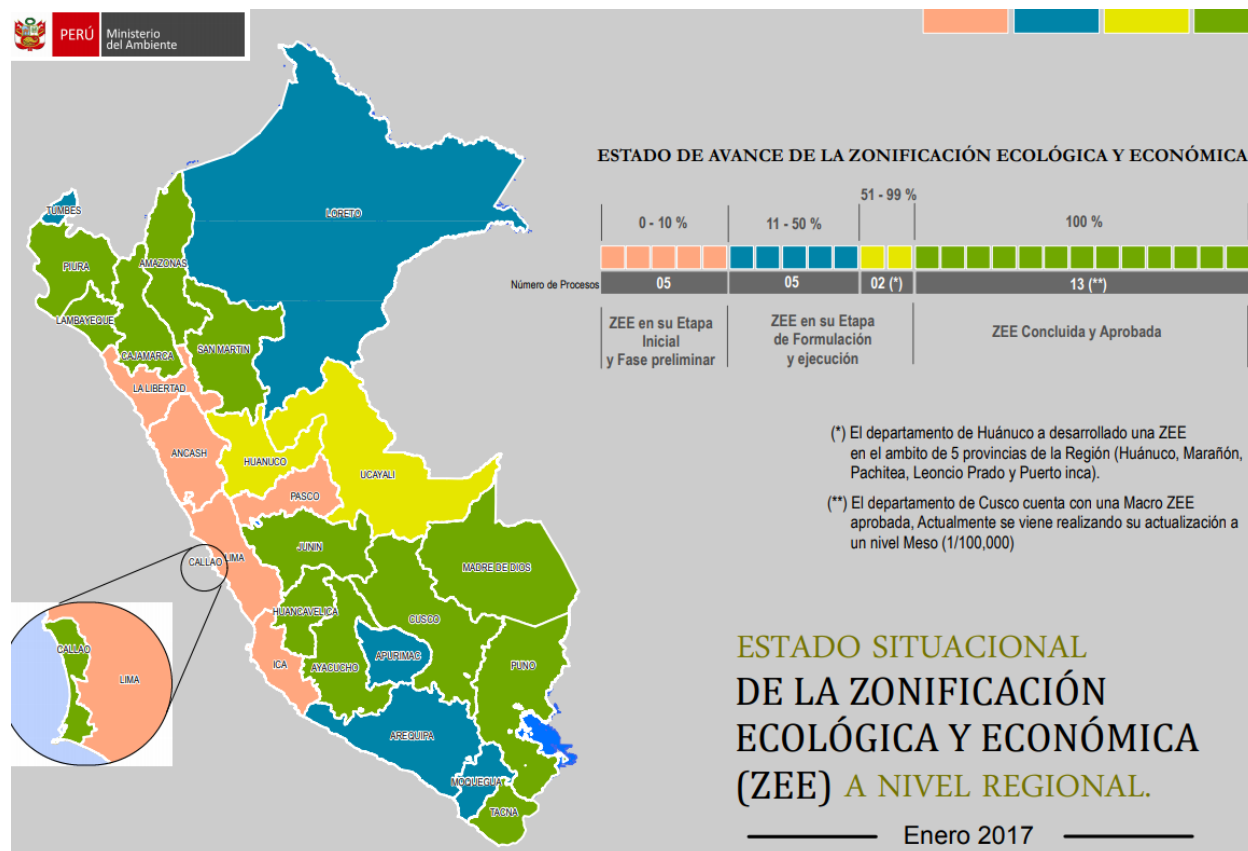 PERÚ
Ministerio
del Ambiente
ESTADO DE AVANCE DE LA ZONIFICACIÓN ECOLÓGICA Y ECONÓMICA
0 - 10 %
11 - 50 %
51 - 99 %
100 %
Número de Procesos
05
05
02 (*)
13 (**)
ZEE en su Etapa
Inicial
y Fase preliminar
ZEE en su Etapa
de Formulación
y ejecución
ZEE Concluida y Aprobada
(*) El departamento de Huánuco a desarrollado una ZEE
en el ambito de 5 provincias de la Región (Huánuco, Marañón,
Pachitea, Leoncio Prado y Puerto inca).
(**) El departamento de Cusco cuenta con una Macro ZEE
aprobada, Actualmente se viene realizando su actualización a
un nivel Meso (1/100,000)
TUMBES
LORETO
PIURA
AMAZONAS
LAMBAYEQUE
CAJAMARCA
SAN MARTIN
LA LIBERTAD
ANCASH
HUANUCO
UCAYALI
PASCO
JUNIN
CALLAO
LIMA
MADRE DE DIOS
HUANCAVELICA
CUSCO
ICA
AYACUCHO
APURIMAC
PUNO
AREQUIPA
MOQUEGUA
TACNA
CALLAO
LIMA
ESTADO SITUACIONAL
DE LA ZONIFICACIÓN
ECOLÓGICA Y ECONÓMICA
(ZEE) A NIVEL REGIONAL.
Enero 2017